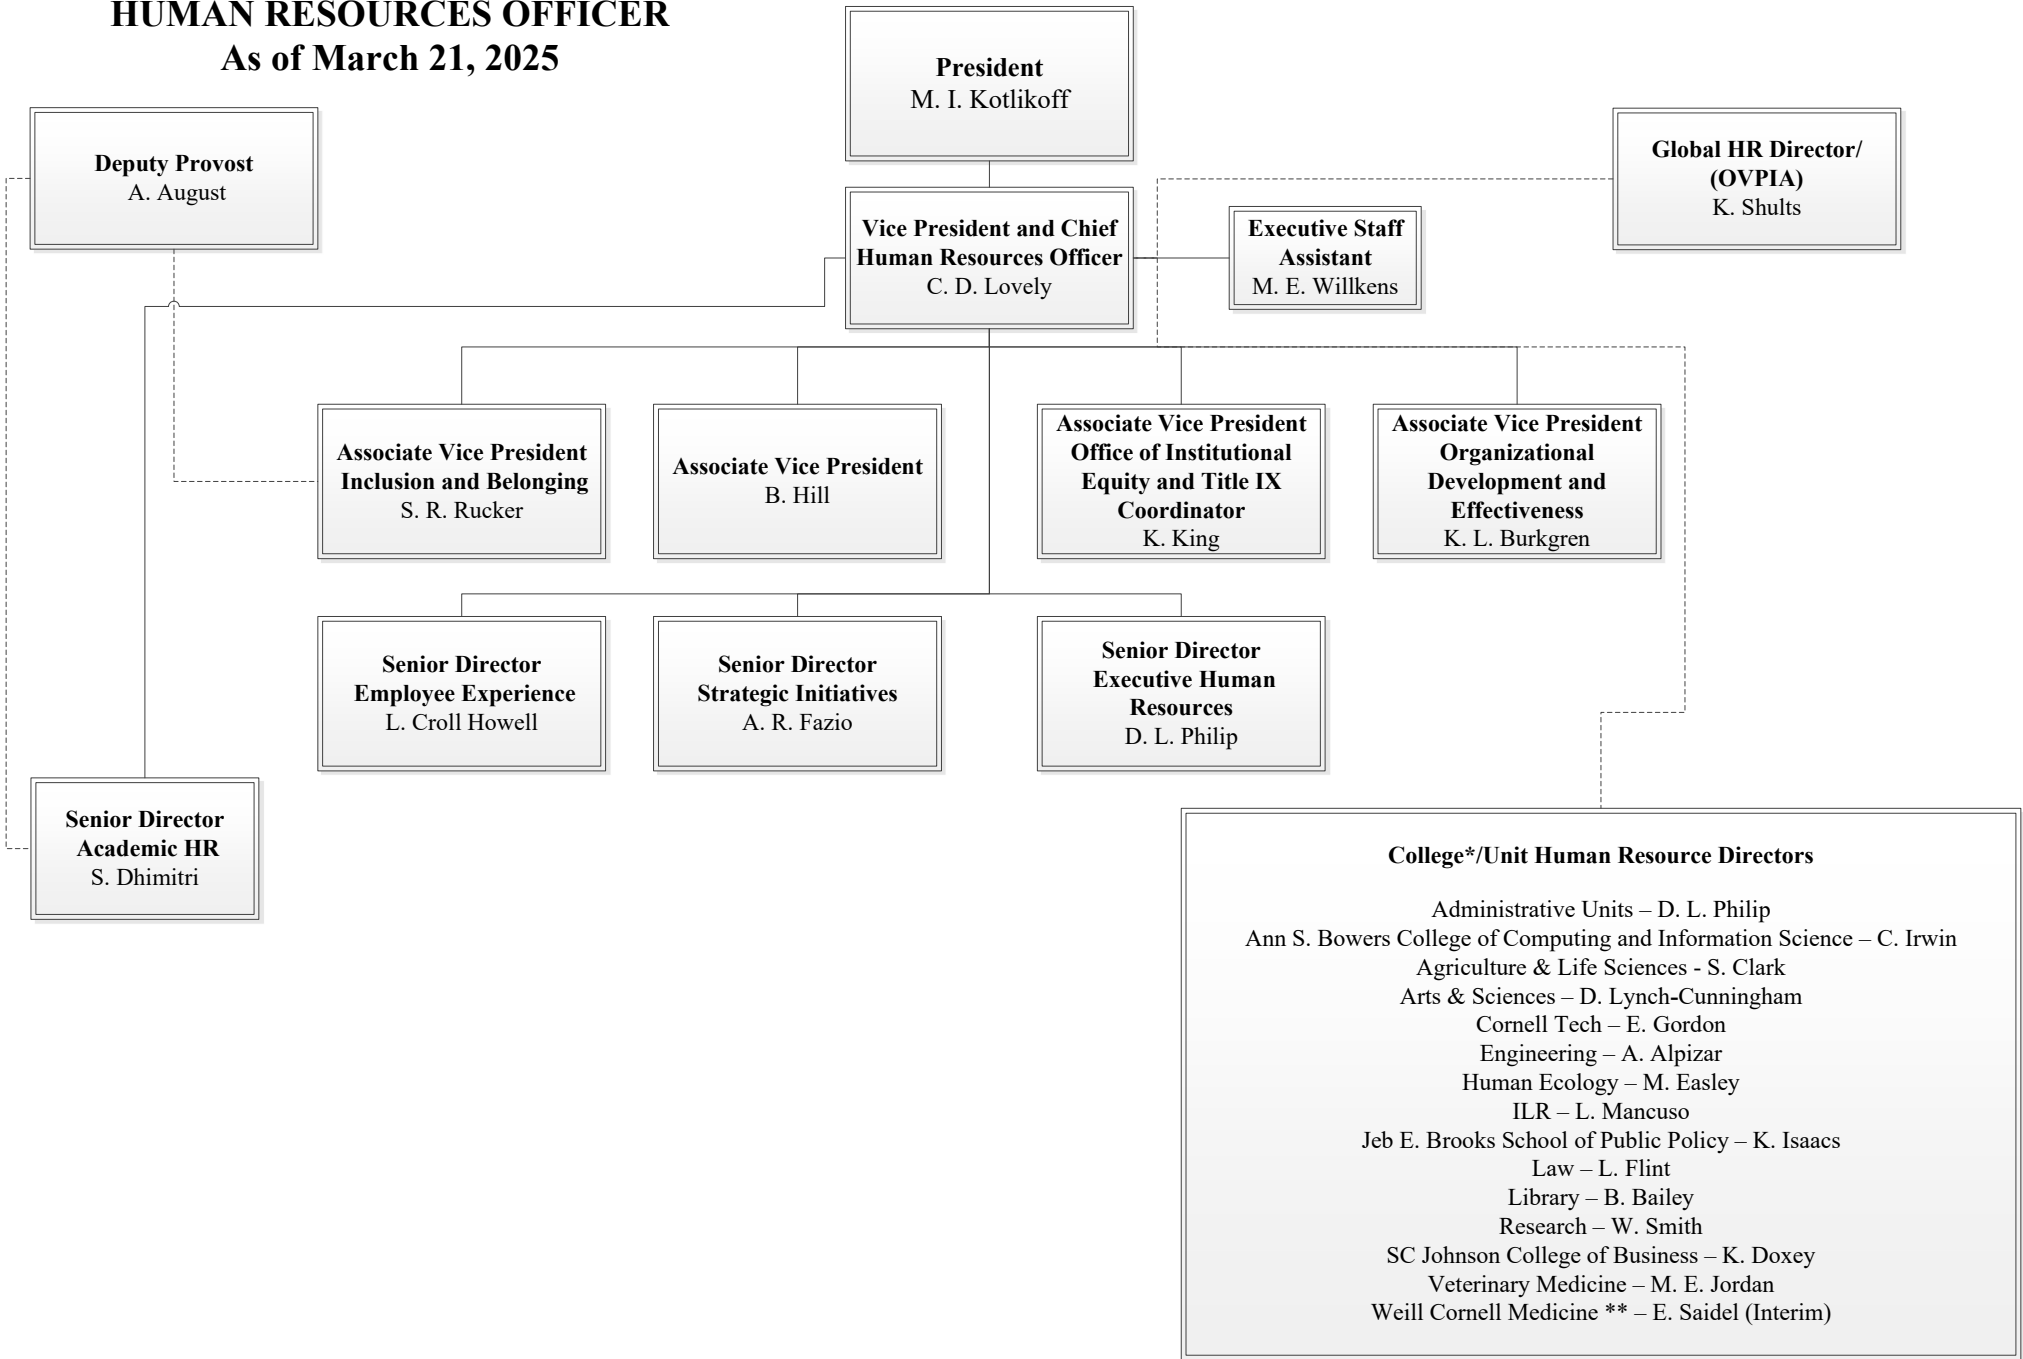 HUMAN RESOURCES OFFICER
As of March 21, 2025
President
M. I. Kotlikoff
Deputy Provost
A. August
Global HR Director/
(OVPIA)
K. Shults
Vice President and Chief
Human Resources Officer
C. D. Lovely
Executive Staff
Assistant
M. E. Willkens
Associate Vice President
Inclusion and Belonging
S. R. Rucker
Associate Vice President
B. Hill
Associate Vice President
Office of Institutional
Equity and Title IX
Coordinator
K. King
Associate Vice President
Organizational
Development and
Effectiveness
K. L. Burkgren
Senior Director
Employee Experience
L. Croll Howell
Senior Director
Strategic Initiatives
A. R. Fazio
Senior Director
Executive Human
Resources
D. L. Philip
Senior Director
Academic HR
S. Dhimitri
College*/Unit Human Resource Directors
Administrative Units – D. L. Philip
Ann S. Bowers College of Computing and Information Science – C. Irwin
Agriculture & Life Sciences - S. Clark
Arts & Sciences – D. Lynch-Cunningham
Cornell Tech – E. Gordon
Engineering – A. Alpizar
Human Ecology – M. Easley
ILR – L. Mancuso
Jeb E. Brooks School of Public Policy – K. Isaacs
Law – L. Flint
Library – B. Bailey
Research – W. Smith
SC Johnson College of Business – K. Doxey
Veterinary Medicine – M. E. Jordan
Weill Cornell Medicine ** – E. Saidel (Interim)